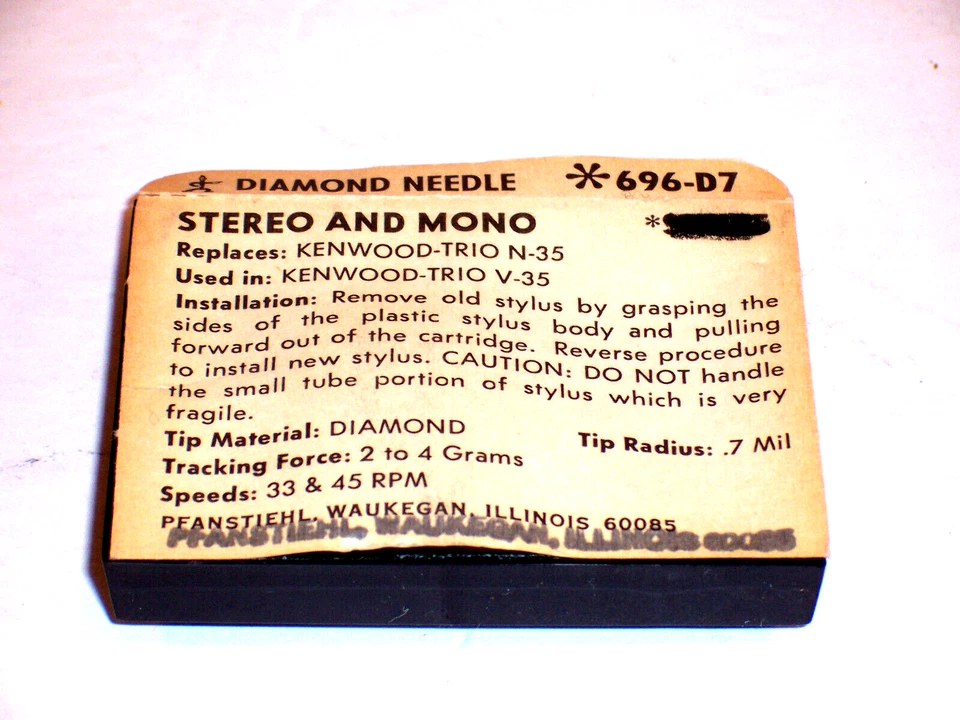 DIAMOND NEEDLE *696-D7
STEREO AND MONO *
Replaces: KENWOOD-TRIO N-35
Used in: KENWOOD-TRIO V-35
Installation: Remove old stylus by grasping the
sides of the plastic stylus body and pulling
forward out of the cartridge. Reverse procedure
to install new stylus. CAUTION: DO NOT handle
the small tube portion of stylus which is very
fragile.
Tip Material: DIAMOND Tip Radius: .7 Mil
Tracking Force: 2 to 4 Grams
Speeds: 33 & 45 RPM
PFANSTIEHL, WAUKEGAN, ILLINOIS 60085
PFANSTIEHL, WAUKEGAN, ILLINOIS 60085